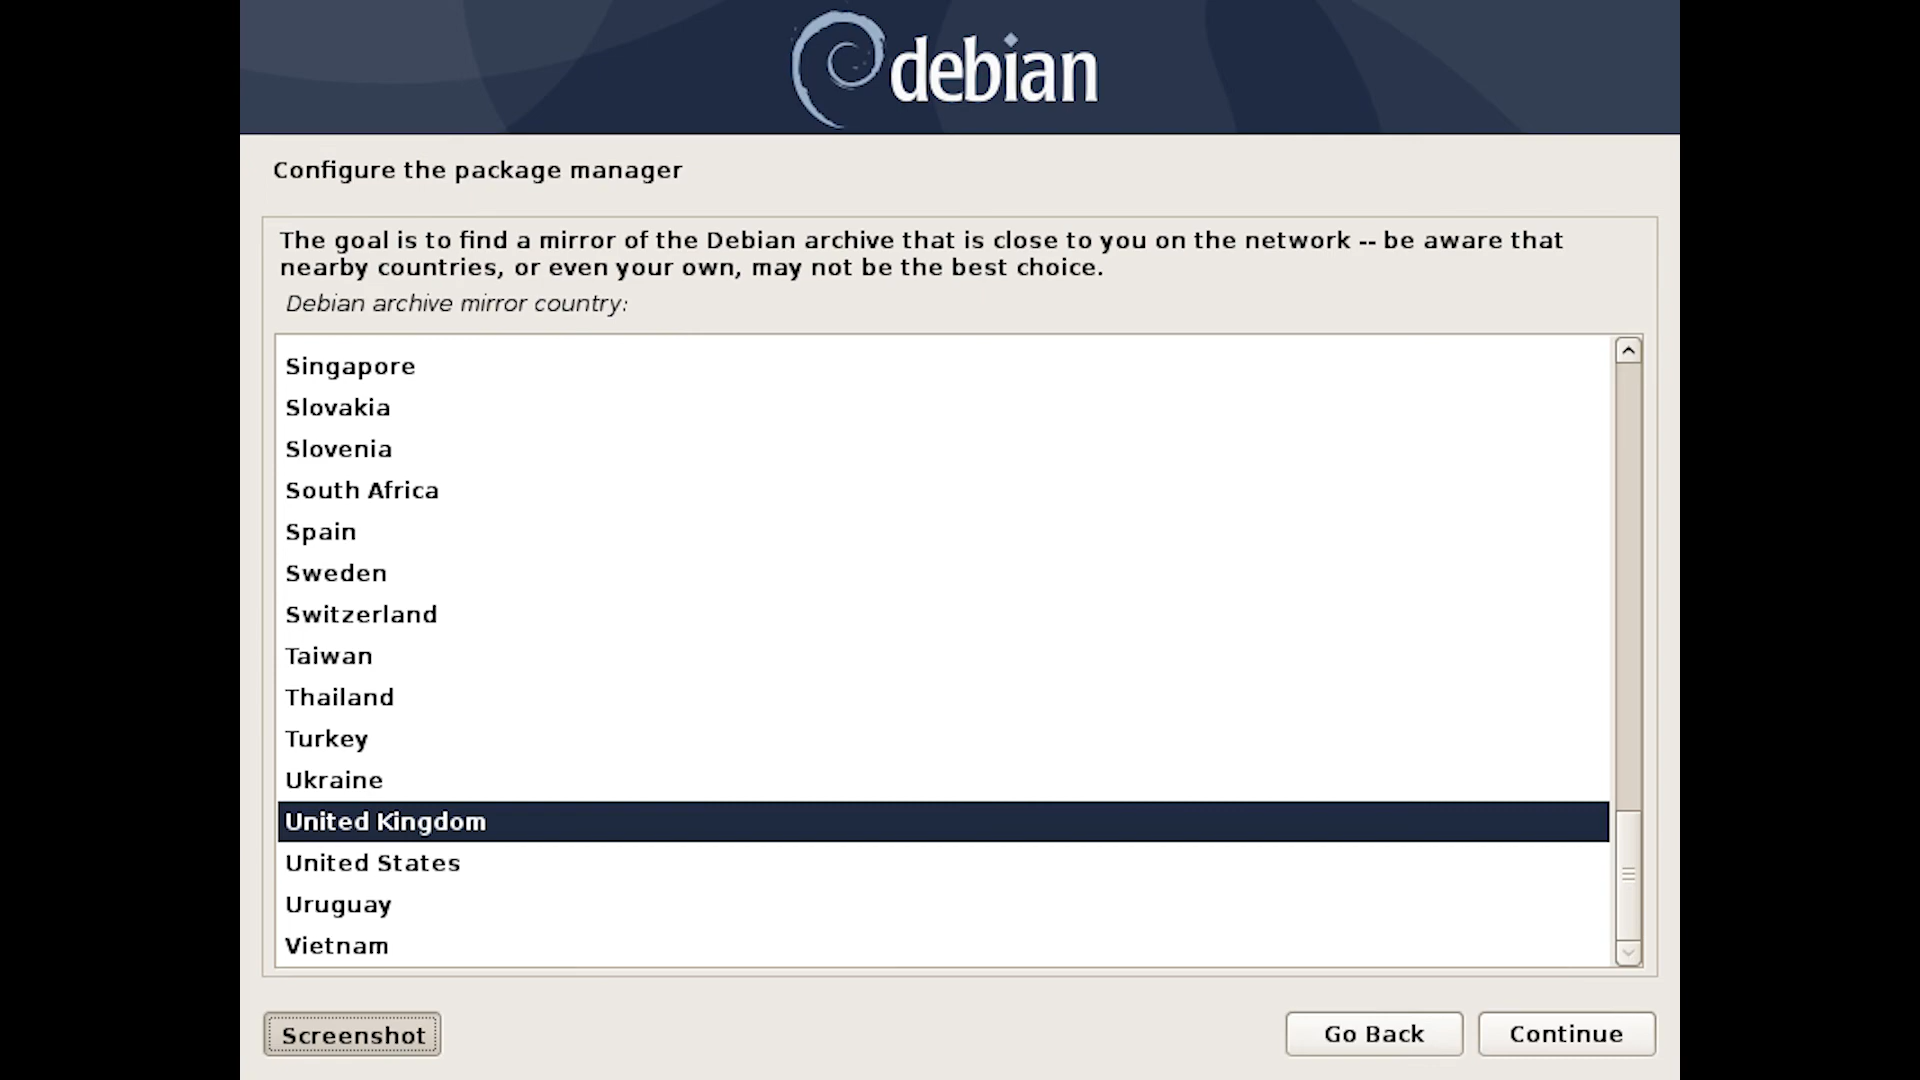 debian
Configure the package manager
The goal is to find a mirror of the Debian archive that is close to you on the network -- be aware that
nearby countries, or even your own, may not be the best choice.
Debian archive mirror country:
Singapore
Slovakia
Slovenia
South Africa
Spain
Sweden
Switzerland
Taiwan
Thailand
Turkey
Ukraine
United Kingdom
United States
Uruguay
Vietnam
Screenshot
Go Back
Continue